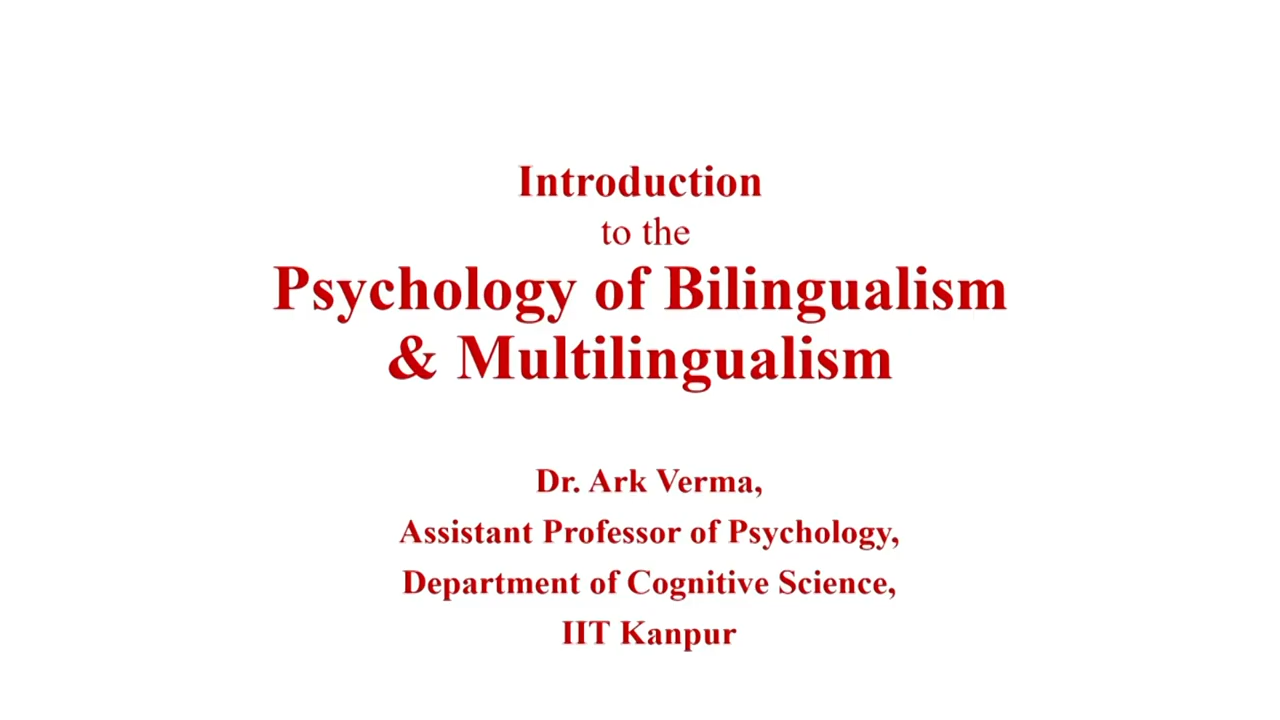 Introduction
to the
Psychology of Bilingualism
& Multilingualism
Dr. Ark Verma,
Assistant Professor of Psychology,
Department of Cognitive Science,
IIT Kanpur